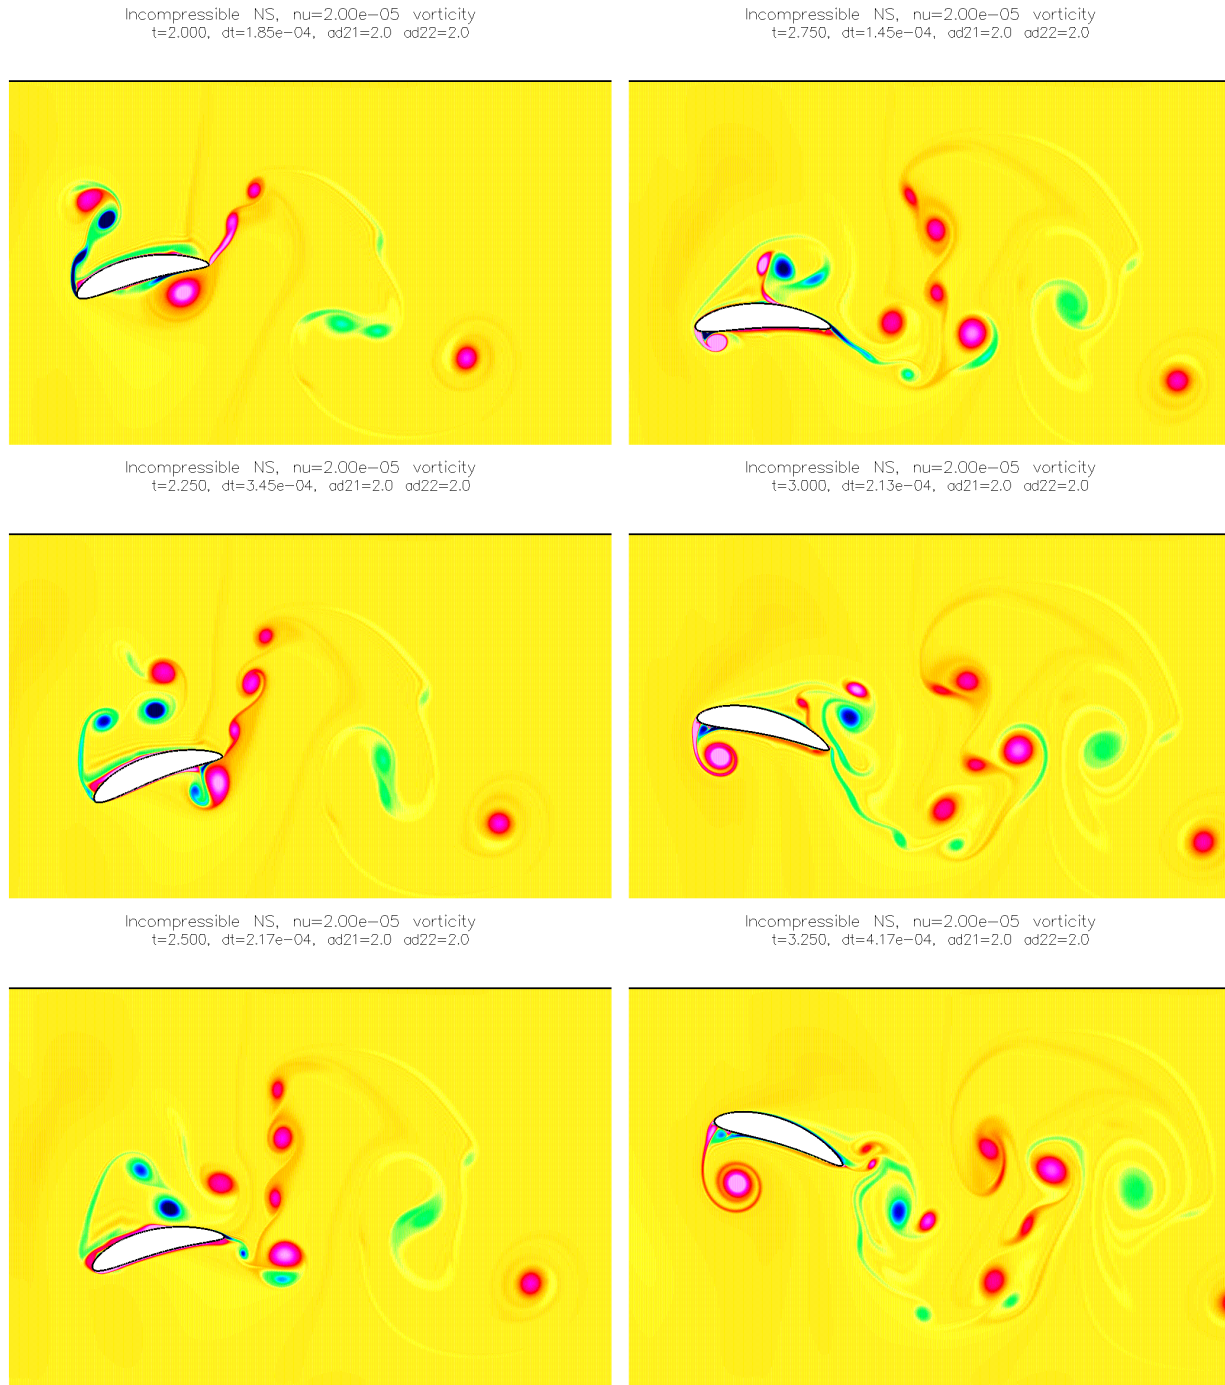 Incompressible NS, nu=2.00e-05 vorticity
t=2.000, dt=1.85e-04, ad21=2.0 ad22=2.0
Incompressible NS, nu=2.00e-05 vorticity
t=2.750, dt=1.45e-04, ad21=2.0 ad22=2.0
Incompressible NS, nu=2.00e-05 vorticity
t=2.250, dt=3.45e-04, ad21=2.0 ad22=2.0
Incompressible NS, nu=2.00e-05 vorticity
t=3.000, dt=2.13e-04, ad21=2.0 ad22=2.0
Incompressible NS, nu=2.00e-05 vorticity
t=2.500, dt=2.17e-04, ad21=2.0 ad22=2.0
Incompressible NS, nu=2.00e-05 vorticity
t=3.250, dt=4.17e-04, ad21=2.0 ad22=2.0